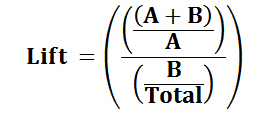 Lift = (((A + B) / A) / (B / Total))